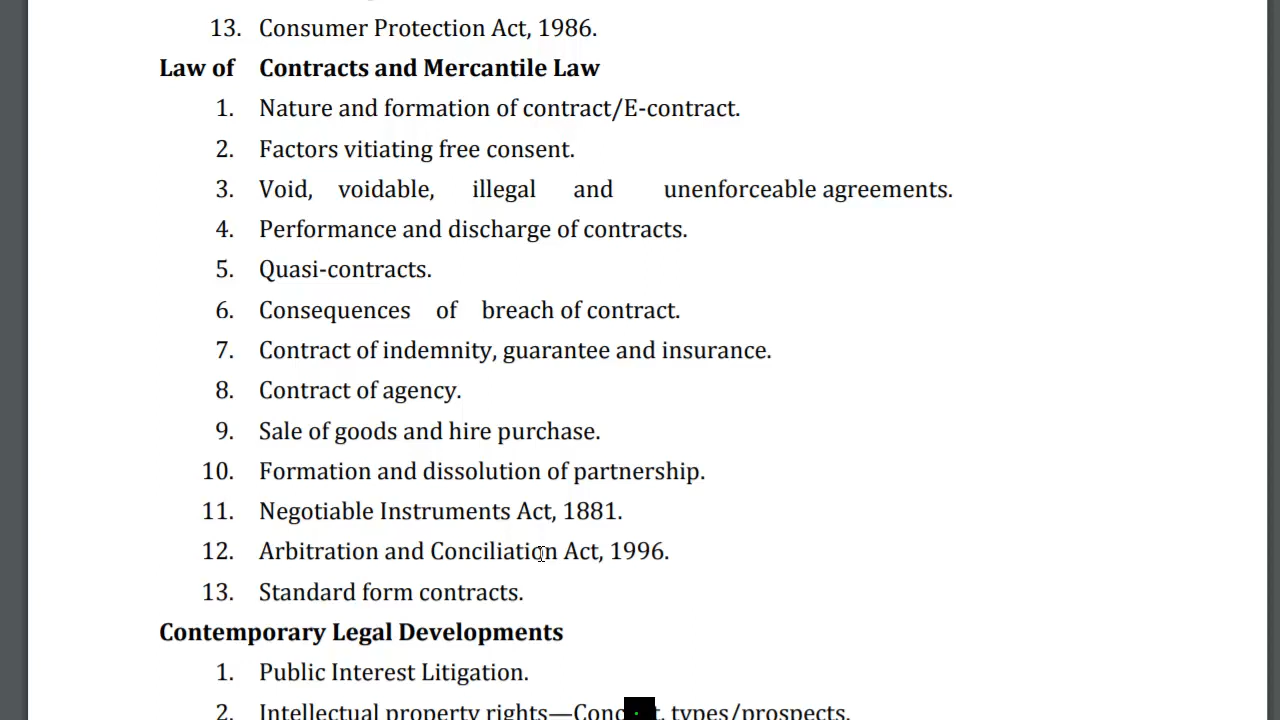 13. Consumer Protection Act, 1986.
Law of Contracts and Mercantile Law
1. Nature and formation of contract/E-contract.
2. Factors vitiating free consent.
3. Void, voidable, illegal and unenforceable agreements.
4. Performance and discharge of contracts.
5. Quasi-contracts.
6. Consequences of breach of contract.
7. Contract of indemnity, guarantee and insurance.
8. Contract of agency.
9. Sale of goods and hire purchase.
10. Formation and dissolution of partnership.
11. Negotiable Instruments Act, 1881.
12. Arbitration and Conciliation Act, 1996.
13. Standard form contracts.
Contemporary Legal Developments
1. Public Interest Litigation.
2. Intellectual property rights— types/prospects.